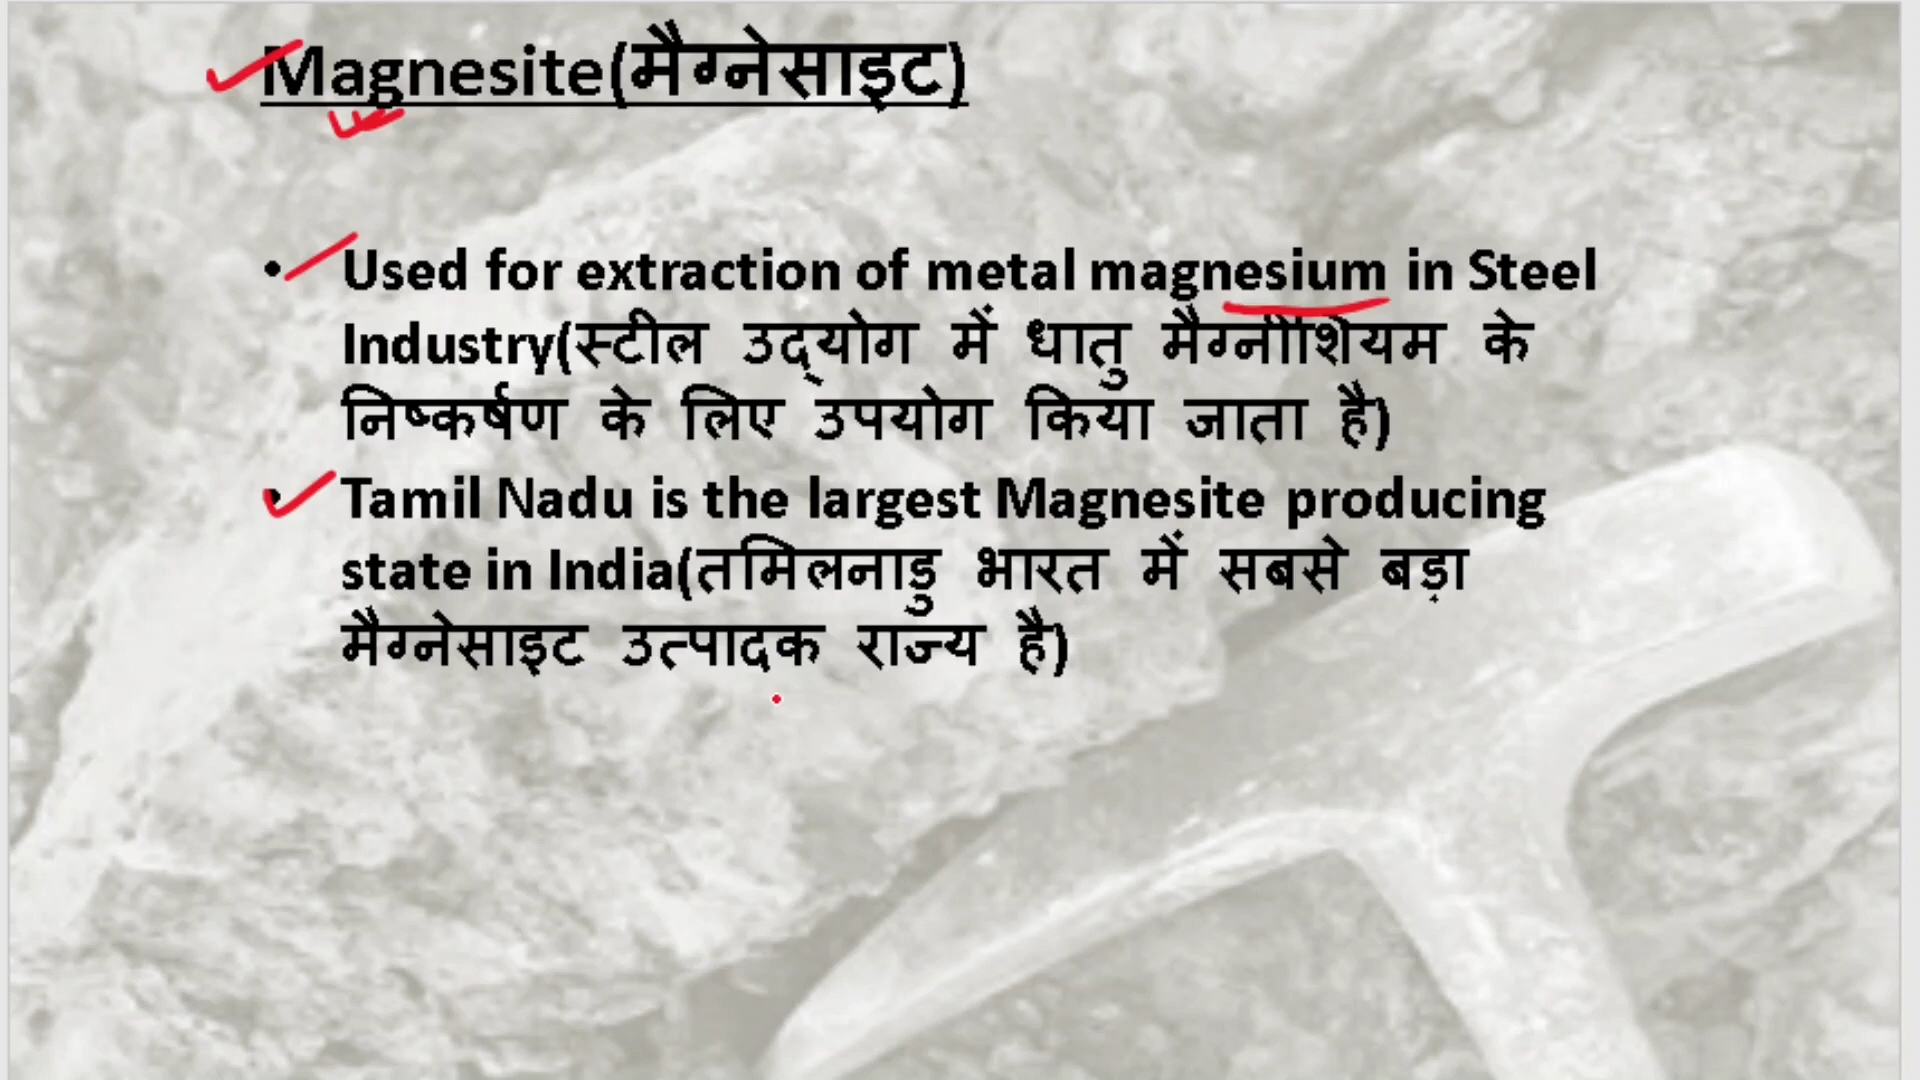 Magnesite(मैग्नेसाइट)
• Used for extraction of metal magnesium in Steel
Industry(स्टील उद्योग में धातु मैग्नीशियम के
निष्कर्षण के लिए उपयोग किया जाता है)
• Tamil Nadu is the largest Magnesite producing
state in India(तमिलनाडु भारत में सबसे बड़ा
मैग्नेसाइट उत्पादक राज्य है)